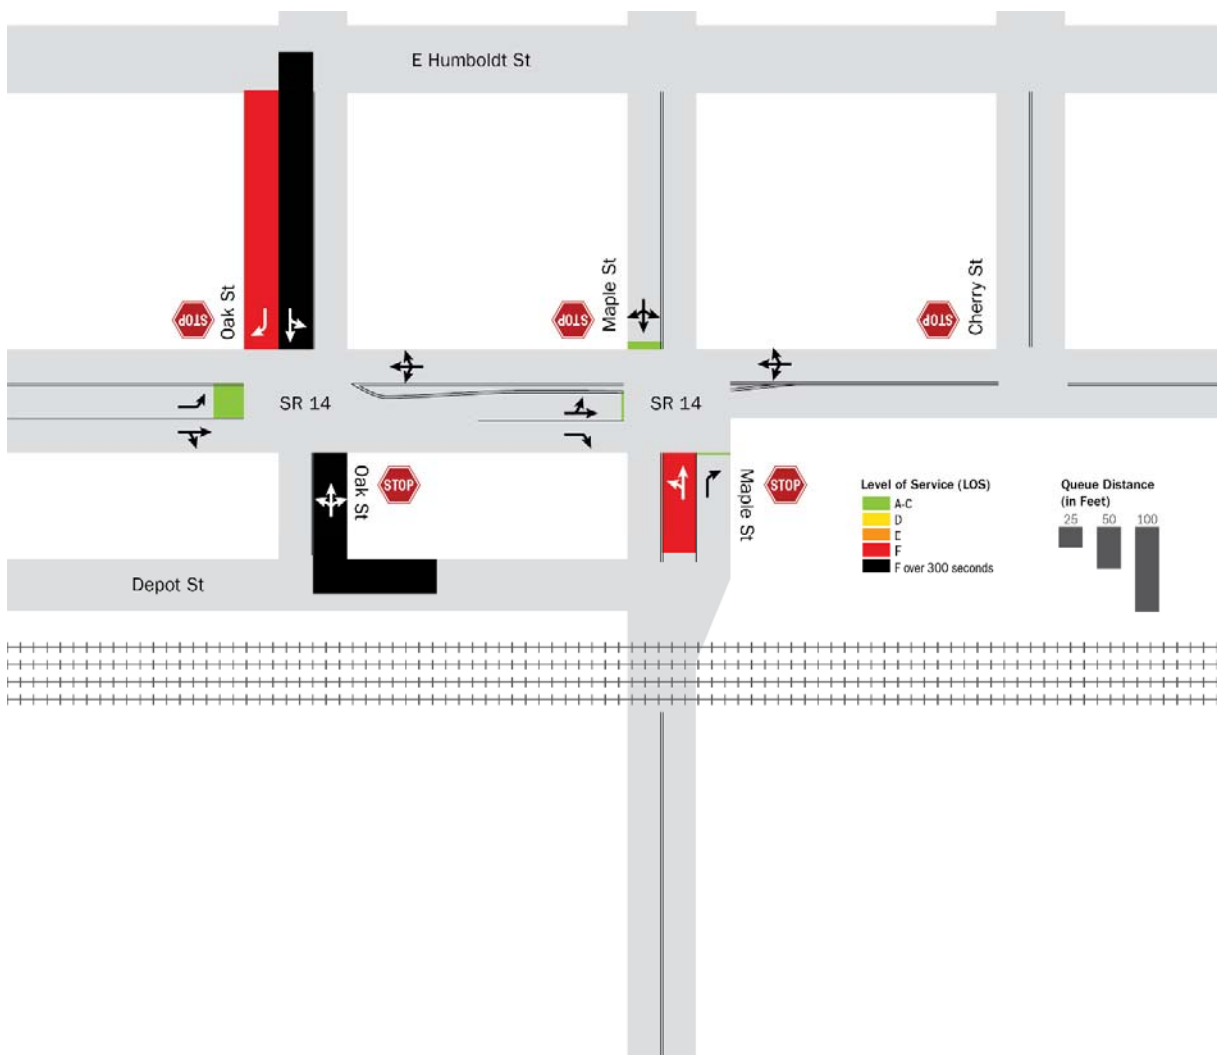 E Humboldt St
STOP
Oak St
STOP
Maple St
STOP
Cherry St
SR 14
SR 14
Oak St
STOP
Maple St
STOP
Level of Service (LOS)
A-C
D
E
F
F over 300 seconds
Queue Distance
(in Feet)
25 50 100
Depot St